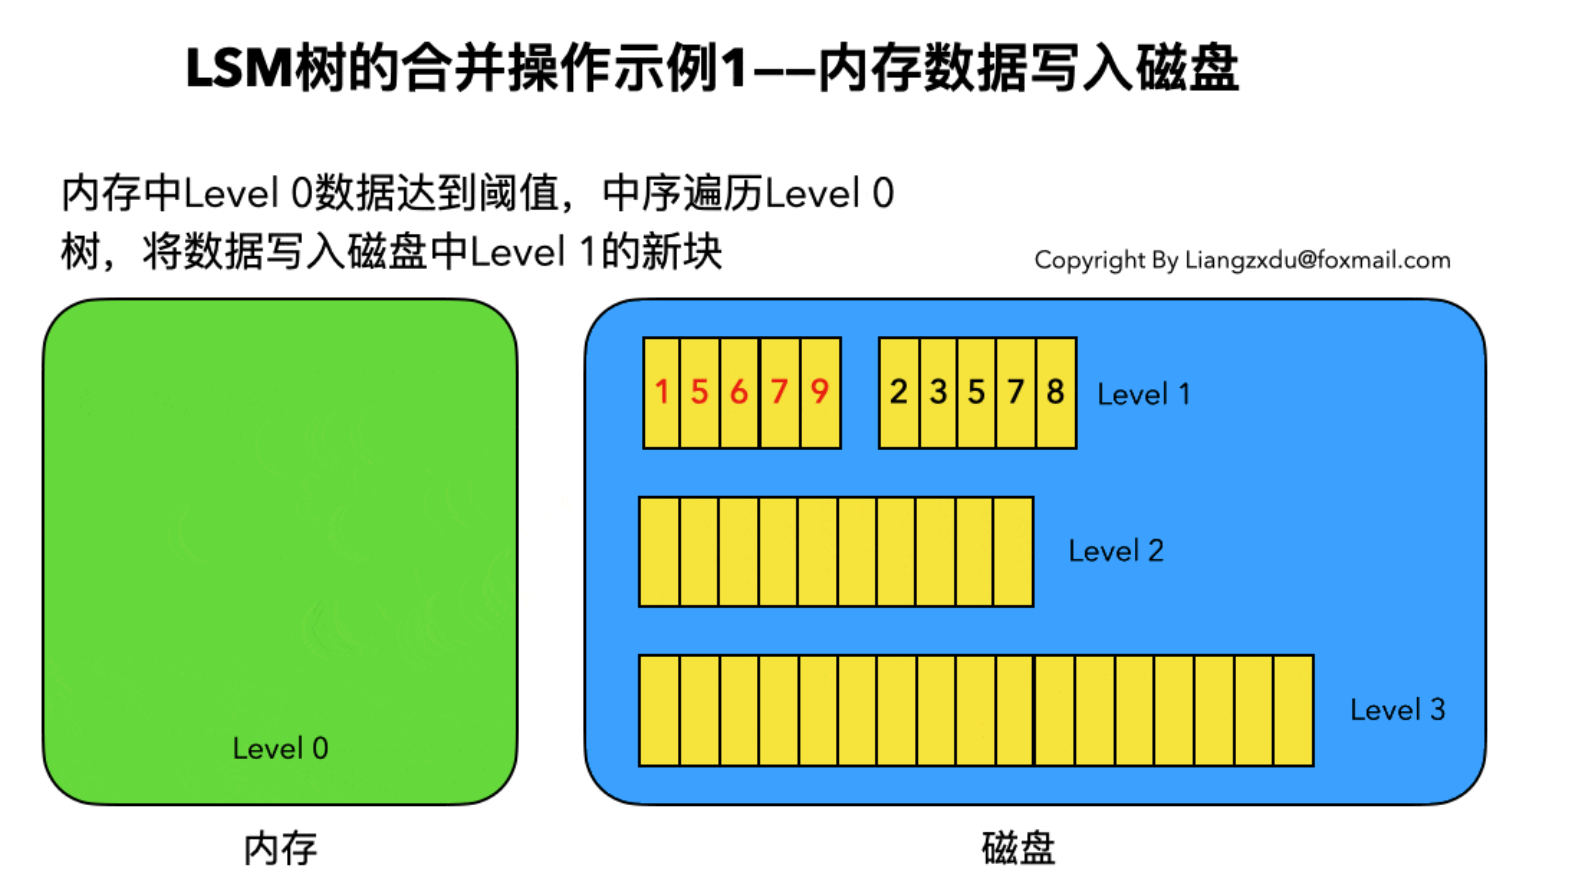 LSM树的合并操作示例1——内存数据写入磁盘
内存中Level 0数据达到阈值，中序遍历Level 0
树，将数据写入磁盘中Level 1的新块
Copyright By Liangzxdu@foxmail.com
1 5 6 7 9
2 3 5 7 8
Level 1
Level 2
Level 3
Level 0
内存
磁盘